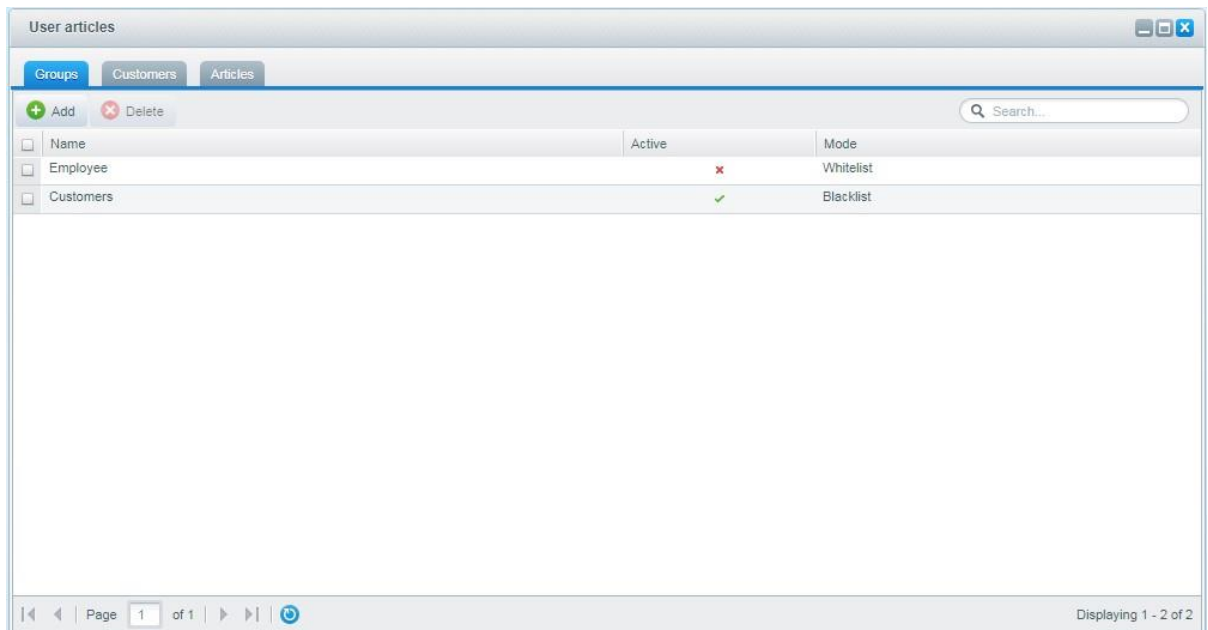 User articles
Groups Customers Articles
Add Delete Search...
Name Active Mode
Employee Whitelist
Customers Blacklist
Page 1 of 1 Displaying 1 - 2 of 2